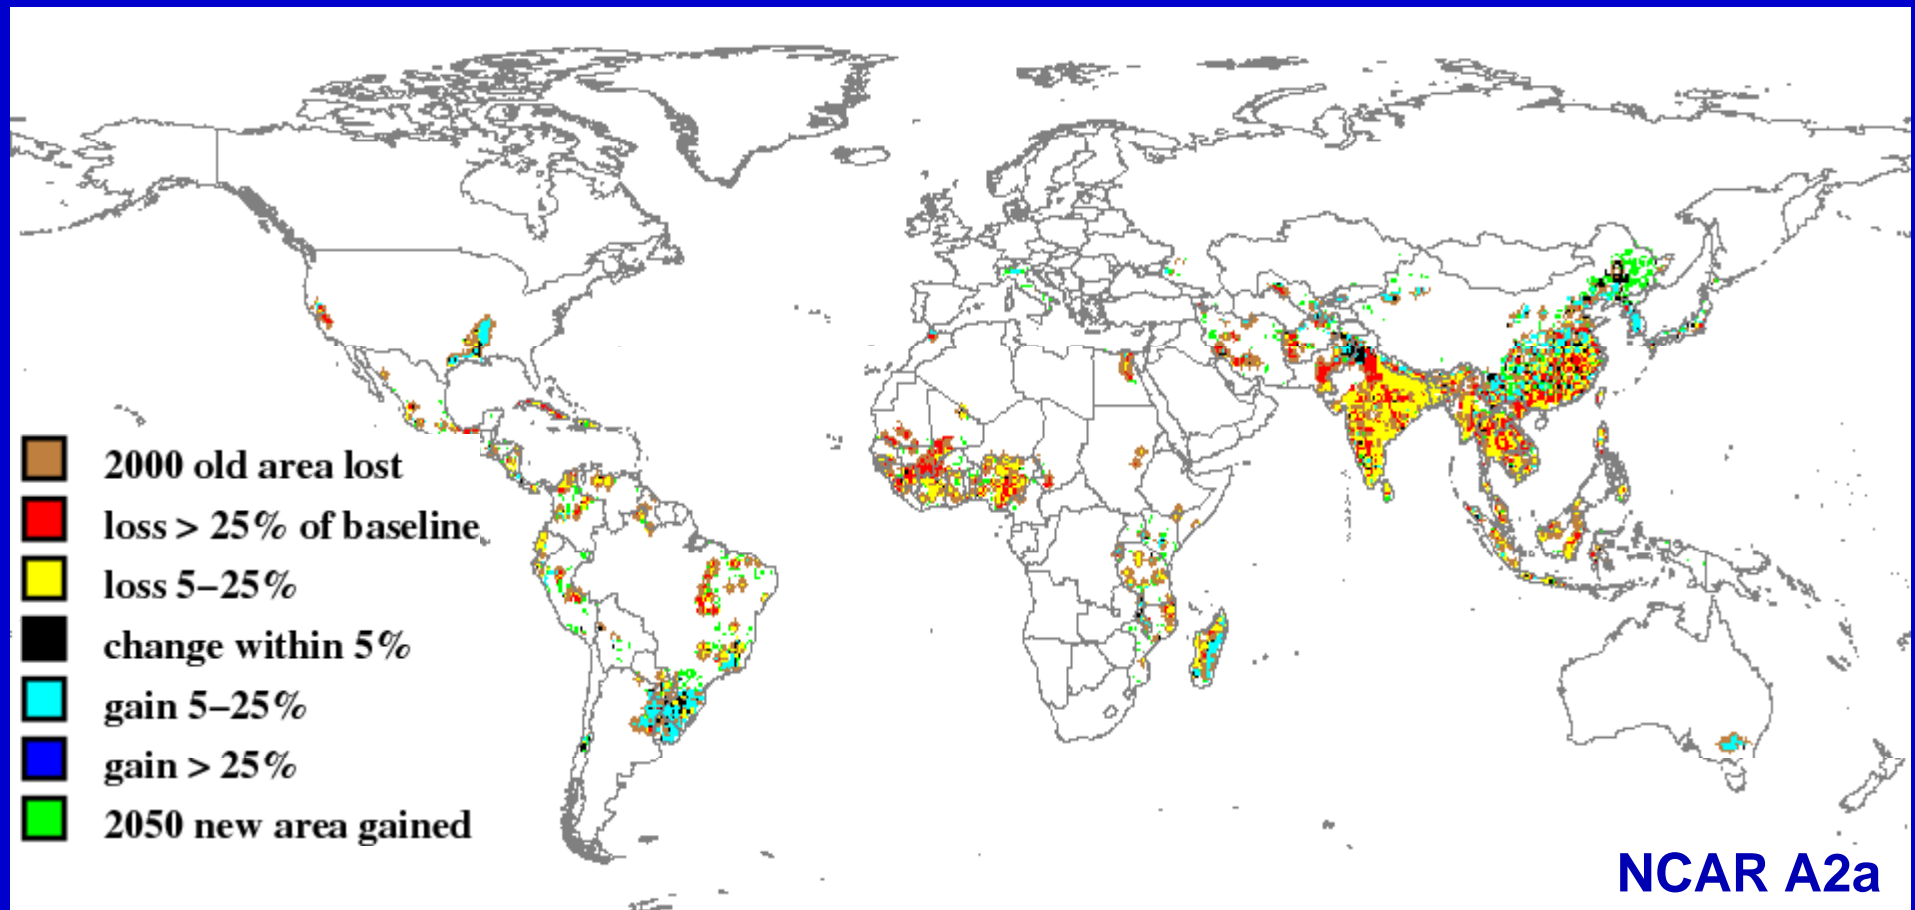 2000 old area lost
loss > 25% of baseline
loss 5–25%
change within 5%
gain 5–25%
gain > 25%
2050 new area gained
NCAR A2a